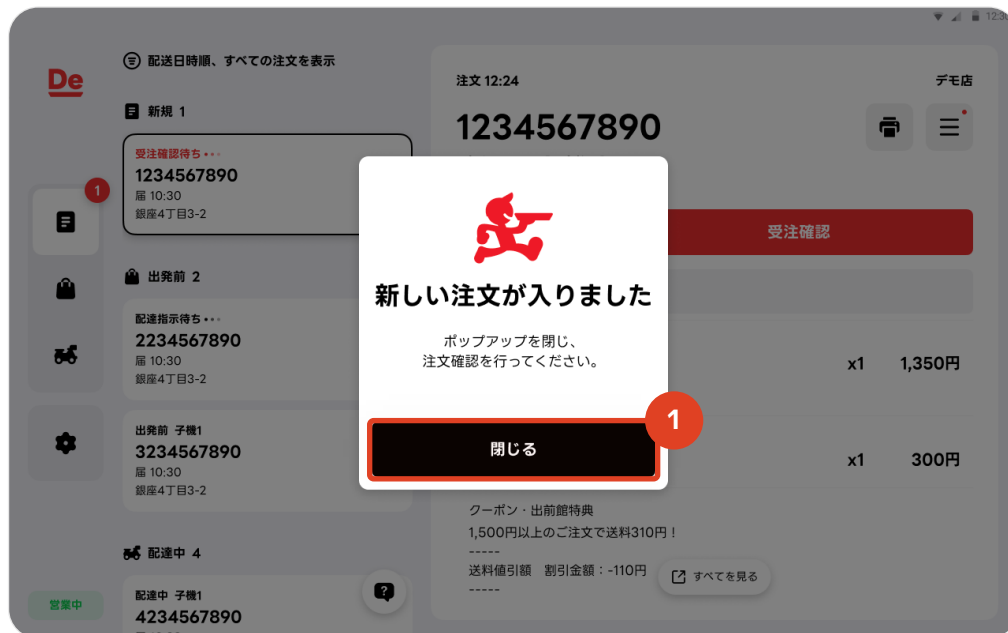 12:30
De
配送日時順、すべての注文を表示
新規 1
受注確認待ち
1234567890
届 10:30
銀座4丁目3-2
1
出発前 2
配達指示待ち
2234567890
届 10:30
銀座4丁目3-2
出発前 子機1
3234567890
届 10:30
銀座4丁目3-2
配達中 4
配達中 子機1
4234567890
営業中
?
注文 12:24
デモ店
1234567890
受注確認
x1 1,350円
x1 300円
クーポン・出前館特典
1,500円以上のご注文で送料310円！
-----
送料値引額 割引金額：-110円
-----
すべてを見る
新しい注文が入りました
ポップアップを閉じ、
注文確認を行ってください。
閉じる
1